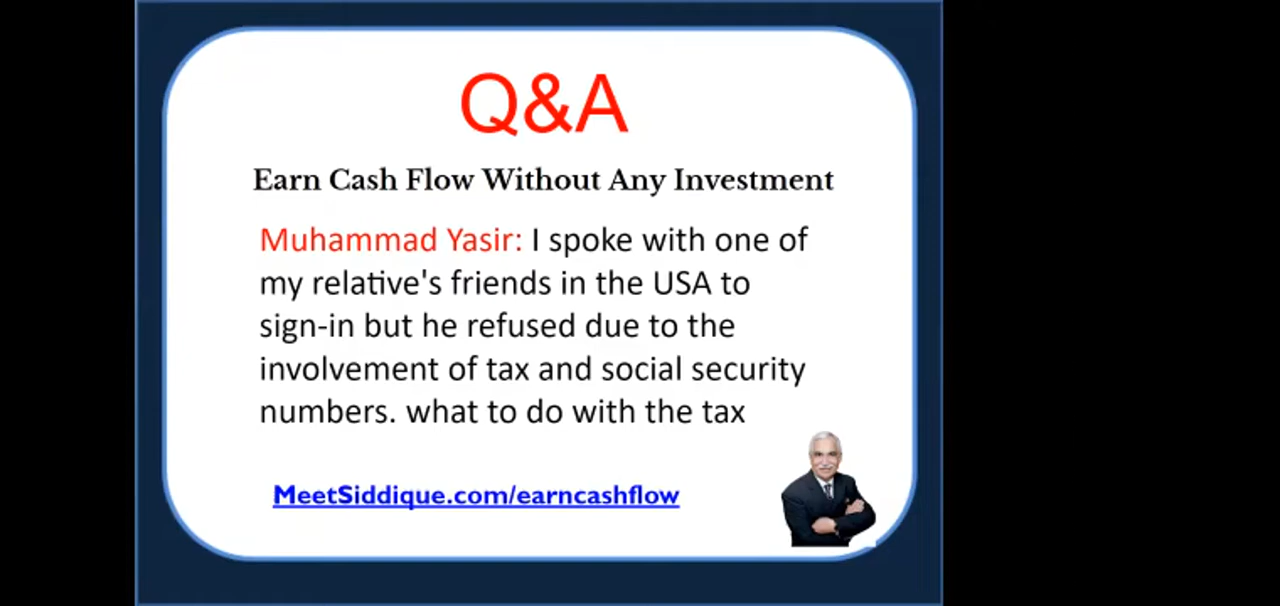 Q&A
Earn Cash Flow Without Any Investment
Muhammad Yasir: I spoke with one of
my relative's friends in the USA to
sign-in but he refused due to the
involvement of tax and social security
numbers. what to do with the tax
MeetSiddique.com/earncashflow